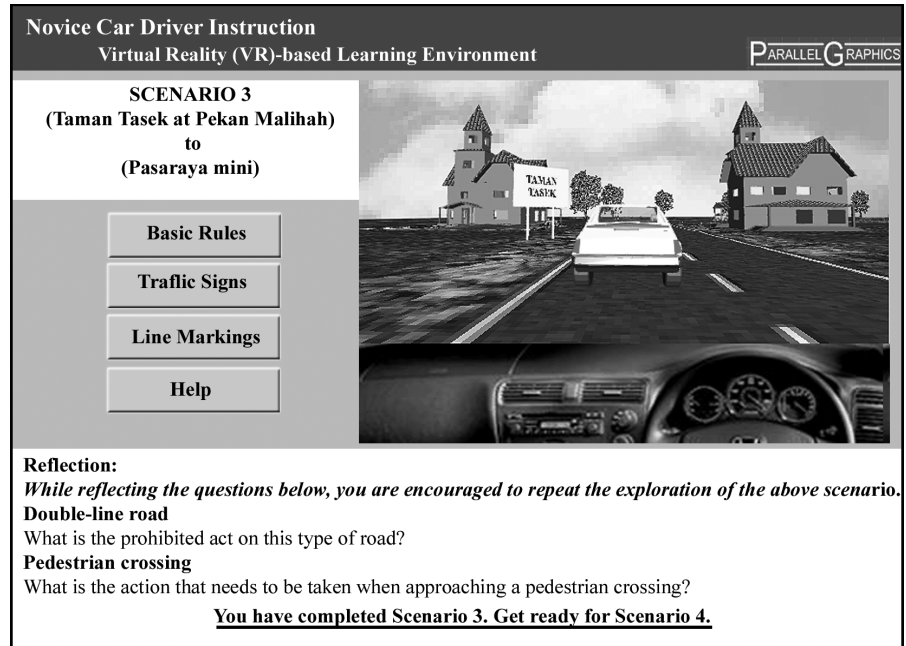 Novice Car Driver Instruction
Virtual Reality (VR)-based Learning Environment
PARALLELGRAPHICS
SCENARIO 3
(Taman Tasek at Pekan Malihah)
to
(Pasaraya mini)
TAMAN
TASEK
Basic Rules
Traflic Signs
Line Markings
Help
Reflection:
While reflecting the questions below, you are encouraged to repeat the exploration of the above scenario.
Double-line road
What is the prohibited act on this type of road?
Pedestrian crossing
What is the action that needs to be taken when approaching a pedestrian crossing?
You have completed Scenario 3. Get ready for Scenario 4.